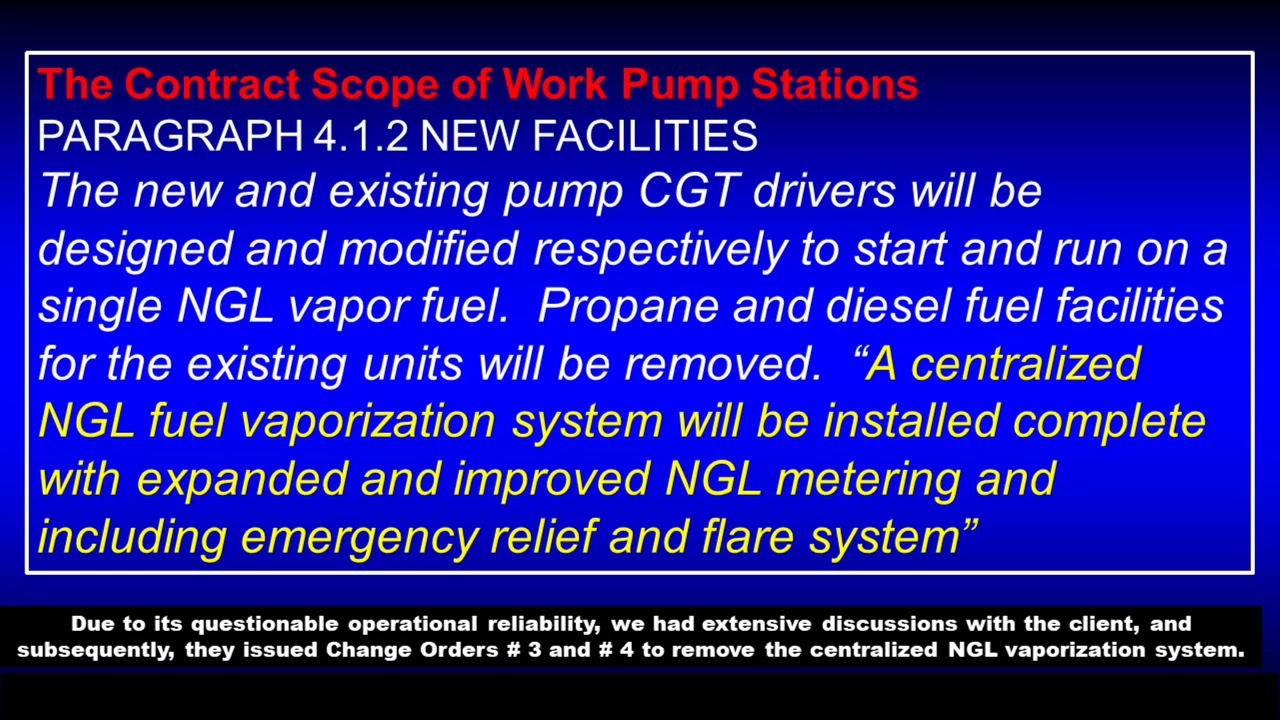 The Contract Scope of Work Pump Stations
PARAGRAPH 4.1.2 NEW FACILITIES
The new and existing pump CGT drivers will be
designed and modified respectively to start and run on a
single NGL vapor fuel.  Propane and diesel fuel facilities
for the existing units will be removed.  “A centralized
NGL fuel vaporization system will be installed complete
with expanded and improved NGL metering and
including emergency relief and flare system”
Due to its questionable operational reliability, we had extensive discussions with the client, and
subsequently, they issued Change Orders # 3 and # 4 to remove the centralized NGL vaporization system.